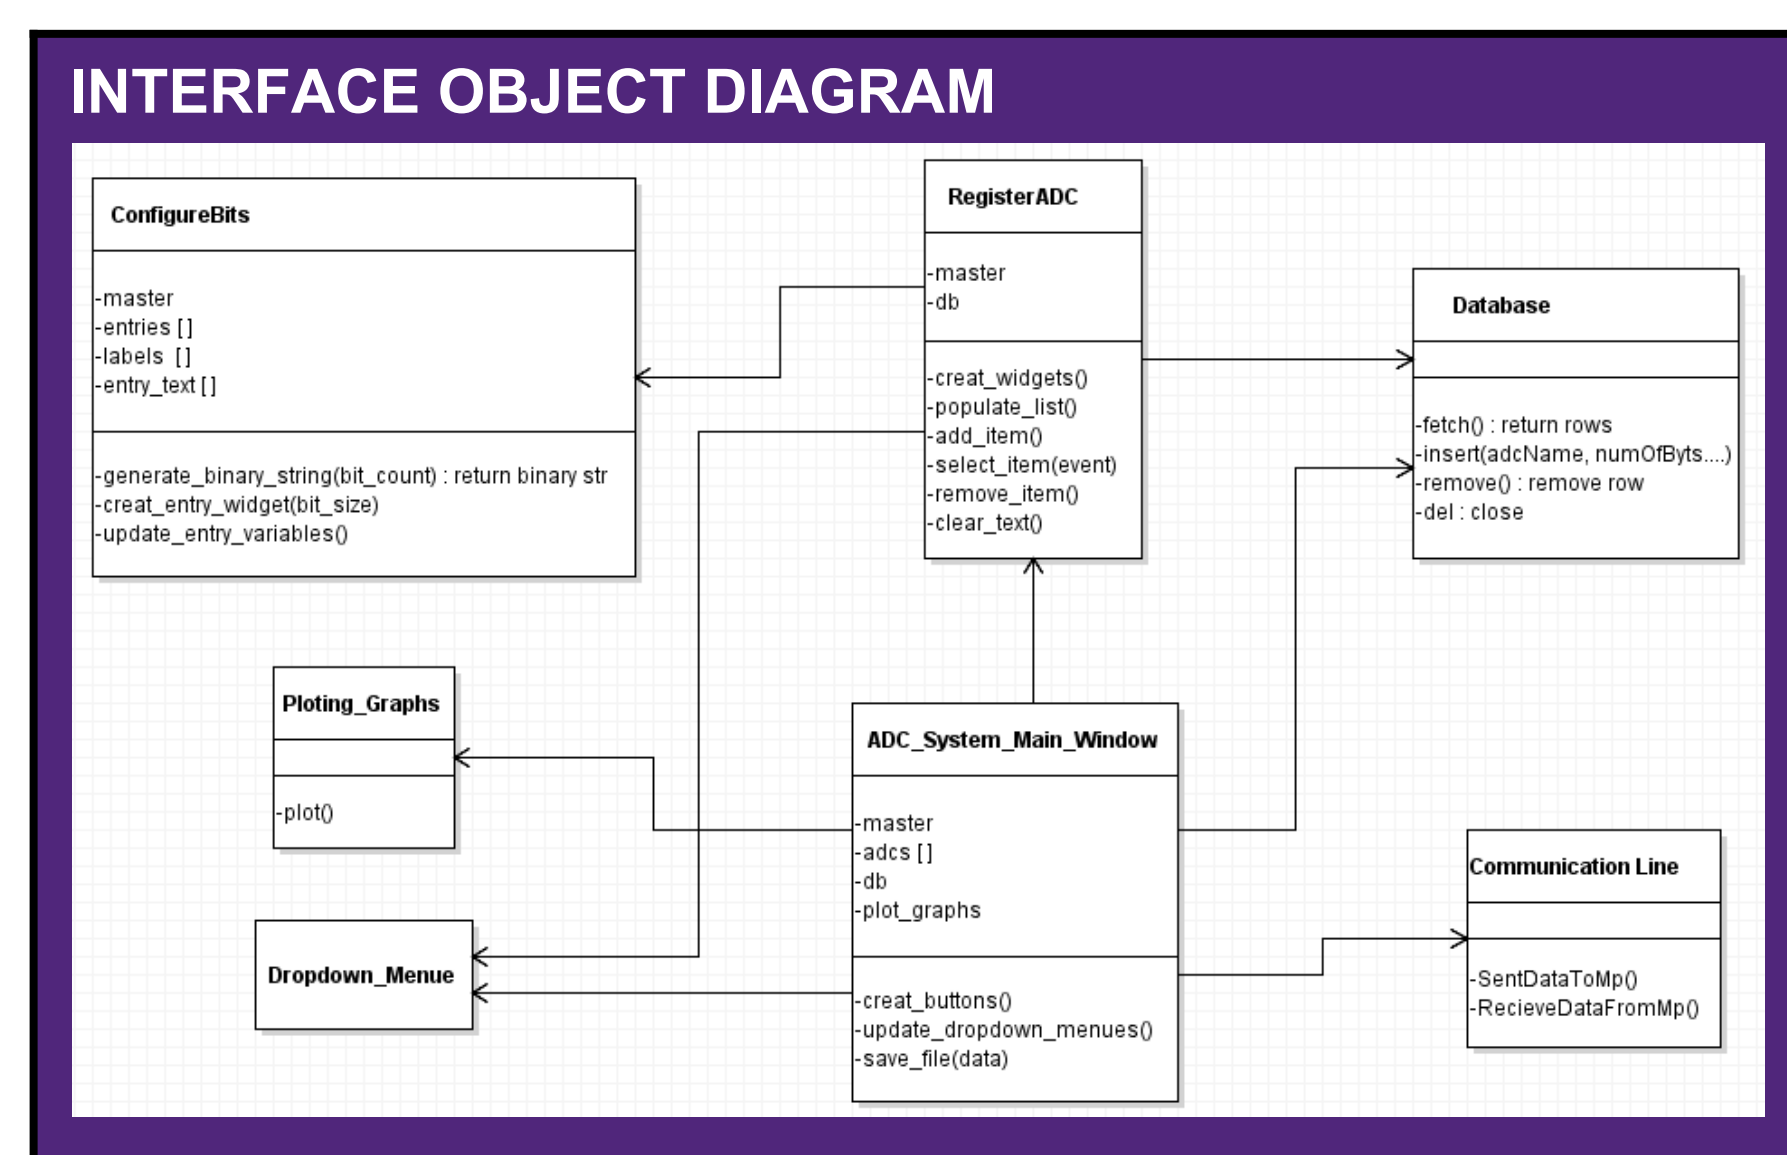 INTERFACE OBJECT DIAGRAM
ConfigureBits
-master
-entries [ ]
-labels [ ]
-entry_text [ ]
-generate_binary_string(bit_count) : return binary str
-creat_entry_widget(bit_size)
-update_entry_variables()
RegisterADC
-master
-db
-creat_widgets()
-populate_list()
-add_item()
-select_item(event)
-remove_item()
-clear_text()
Database
-fetch() : return rows
-insert(adcName, numOfByts....)
-remove() : remove row
-del : close
Ploting_Graphs
-plot()
ADC_System_Main_Window
-master
-adcs [ ]
-db
-plot_graphs
-creat_buttons()
-update_dropdown_menues()
-save_file(data)
Communication Line
-SentDataToMp()
-RecieveDataFromMp()
Dropdown_Menue